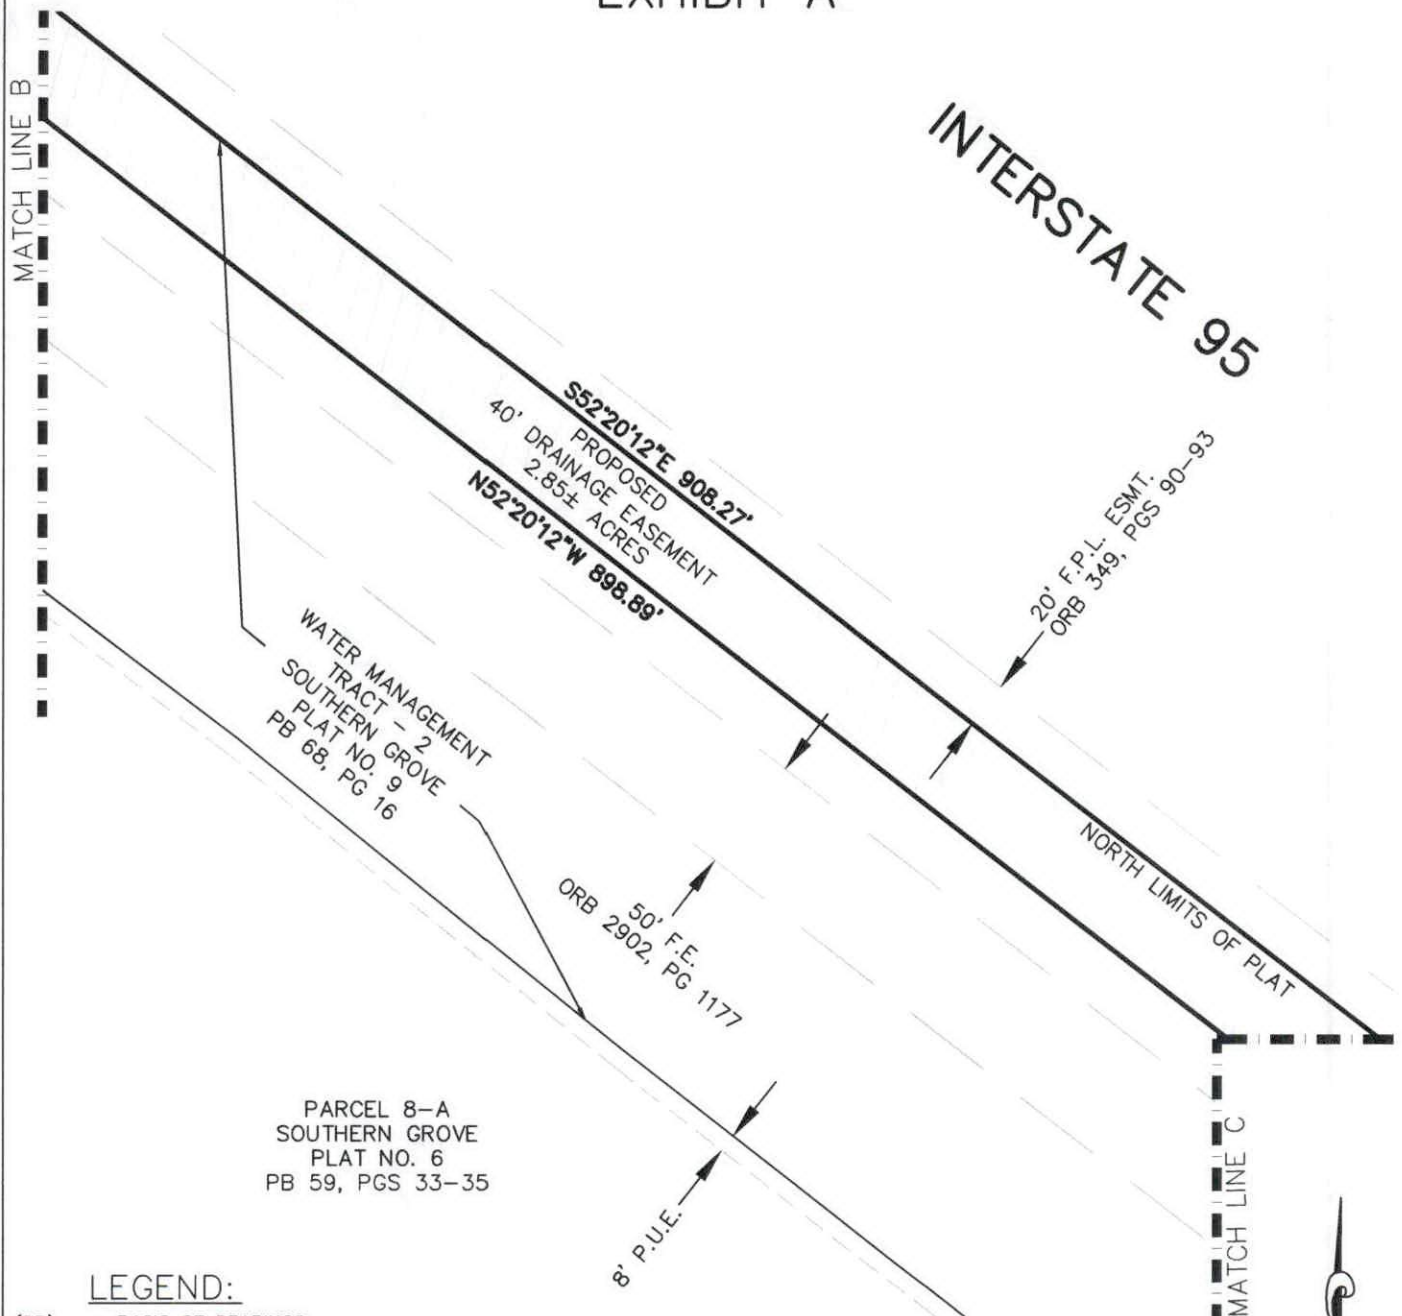 EXHIBIT "A"
MATCH LINE B
INTERSTATE 95
S52°20'12"E 908.27'
PROPOSED
40' DRAINAGE EASEMENT
2.85± ACRES
N52°20'12"W 898.89'
20' F.P.L. ESMT.
ORB 349, PGS 90-93
WATER MANAGEMENT
TRACT - 2
SOUTHERN GROVE
PLAT NO. 9
PB 68, PG 16
NORTH LIMITS OF PLAT
50' F.E.
ORB 2902, PG 1177
PARCEL 8-A
SOUTHERN GROVE
PLAT NO. 6
PB 59, PGS 33-35
8' P.U.E.
MATCH LINE C
LEGEND: